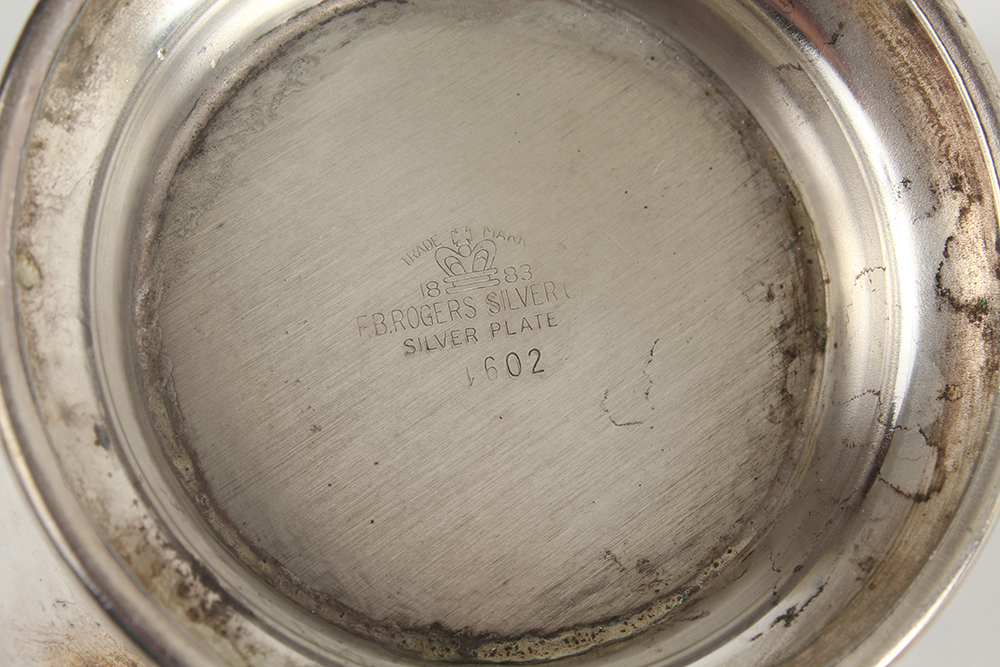 TRADE MARK
18 83
F.B.ROGERS SILVER C
SILVER PLATE
1602